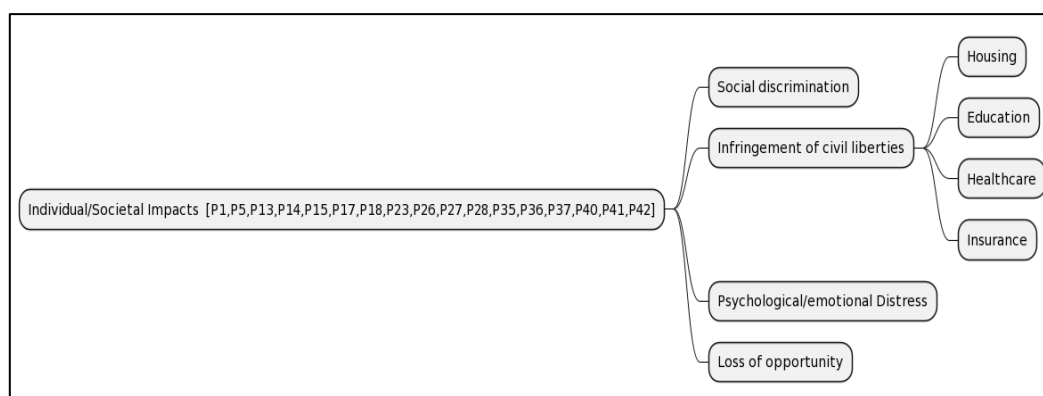 Individual/Societal Impacts [P1,P5,P13,P14,P15,P17,P18,P23,P26,P27,P28,P35,P36,P37,P40,P41,P42]
Social discrimination
Infringement of civil liberties
Housing
Education
Healthcare
Insurance
Psychological/emotional Distress
Loss of opportunity